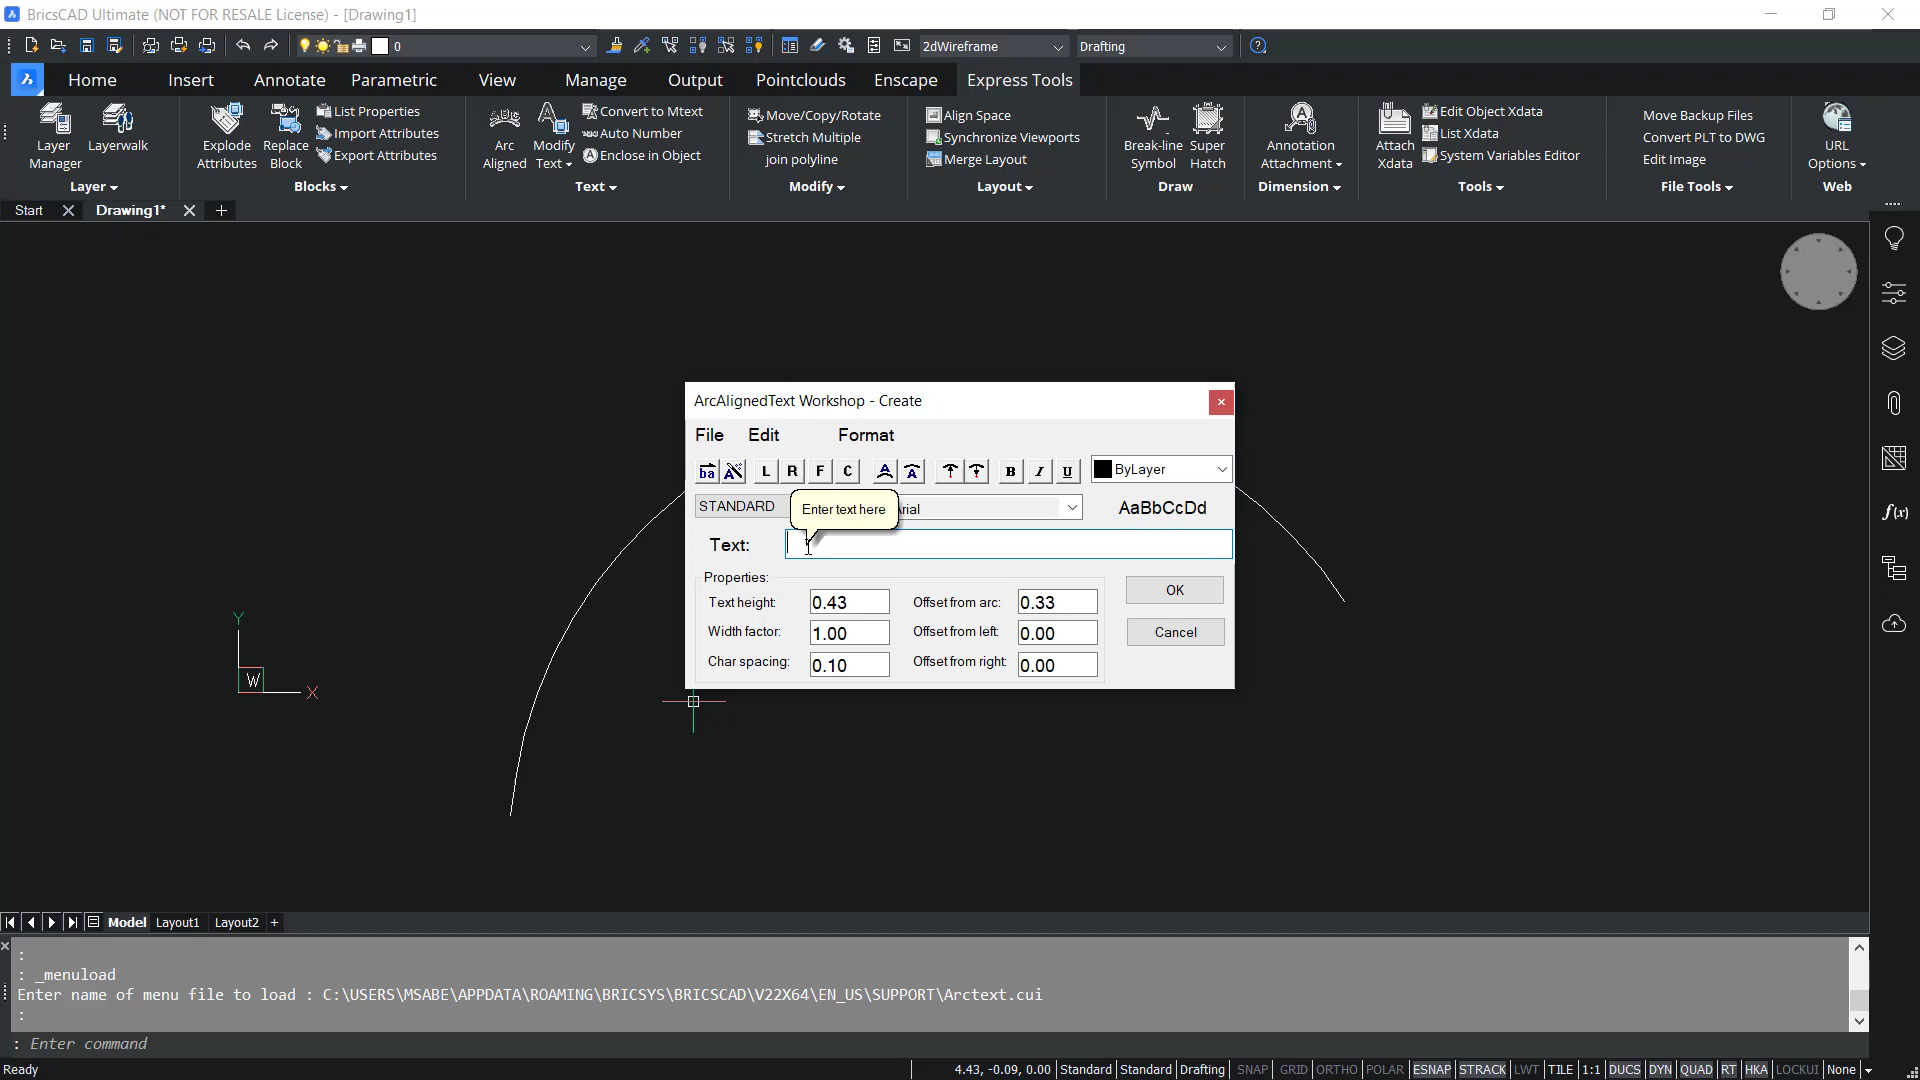 BricsCAD Ultimate (NOT FOR RESALE License) - [Drawing1]
0
2dWireframe
Drafting
Home
Insert
Annotate
Parametric
View
Manage
Output
Pointclouds
Enscape
Express Tools
Layer
Manager
Layerwalk
Layer
Explode
Attributes
Replace
Block
List Properties
Import Attributes
Export Attributes
Blocks
Arc
Aligned
Modify
Text
Convert to Mtext
Auto Number
Enclose in Object
Text
Move/Copy/Rotate
Stretch Multiple
join polyline
Modify
Align Space
Synchronize Viewports
Merge Layout
Layout
Break-line
Symbol
Super
Hatch
Draw
Annotation
Attachment
Dimension
Attach
Xdata
Edit Object Xdata
List Xdata
System Variables Editor
Tools
Move Backup Files
Convert PLT to DWG
Edit Image
File Tools
URL
Options
Web
Start
Drawing1*
ArcAlignedText Workshop - Create
File
Edit
Format
ba
A
L
R
F
C
A
A
B
I
U
ByLayer
STANDARD
Enter text here
rial
AaBbCcDd
Text:
Properties:
Text height:
0.43
Offset from arc:
0.33
Width factor:
1.00
Offset from left:
0.00
Char spacing:
0.10
Offset from right:
0.00
OK
Cancel
Y
W
X
f(x)
Model
Layout1
Layout2
:
: _menuload
Enter name of menu file to load : C:\USERS\MSABE\APPDATA\ROAMING\BRICSYS\BRICSCAD\V22X64\EN_US\SUPPORT\Arctext.cui
:
: Enter command
Ready
4.43, -0.09, 0.00
Standard
Standard
Drafting
SNAP
GRID
ORTHO
POLAR
ESNAP
STRACK
LWT
TILE
1:1
DUCS
DYN
QUAD
RT
HKA
LOCKUI
None